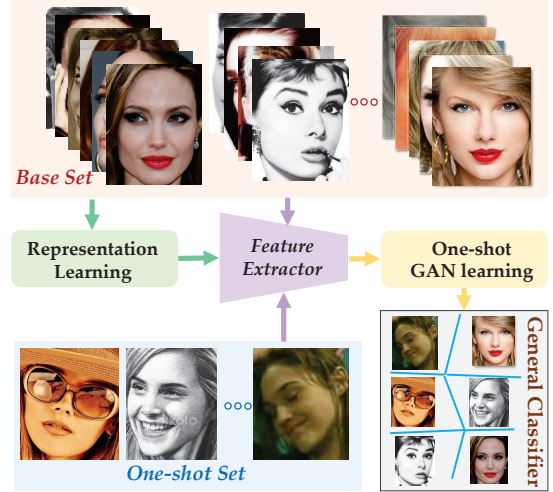 Base Set
Representation
Learning
Feature
Extractor
One-shot
GAN learning
General Classifier
One-shot Set